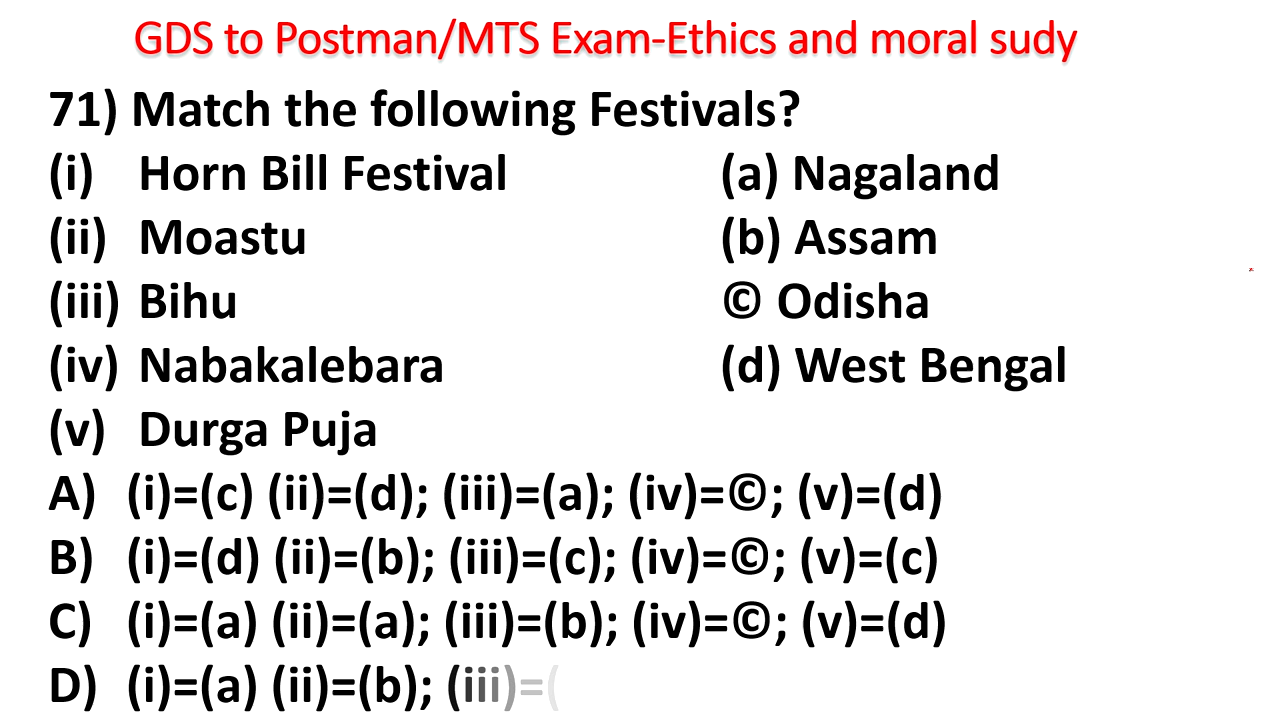 GDS to Postman/MTS Exam-Ethics and moral sudy
71) Match the following Festivals?
(i) Horn Bill Festival (a) Nagaland
(ii) Moastu (b) Assam
(iii) Bihu © Odisha
(iv) Nabakalebara (d) West Bengal
(v) Durga Puja
A) (i)=(c) (ii)=(d); (iii)=(a); (iv)=©; (v)=(d)
B) (i)=(d) (ii)=(b); (iii)=(c); (iv)=©; (v)=(c)
C) (i)=(a) (ii)=(a); (iii)=(b); (iv)=©; (v)=(d)
D) (i)=(a) (ii)=(b); (iii)=(